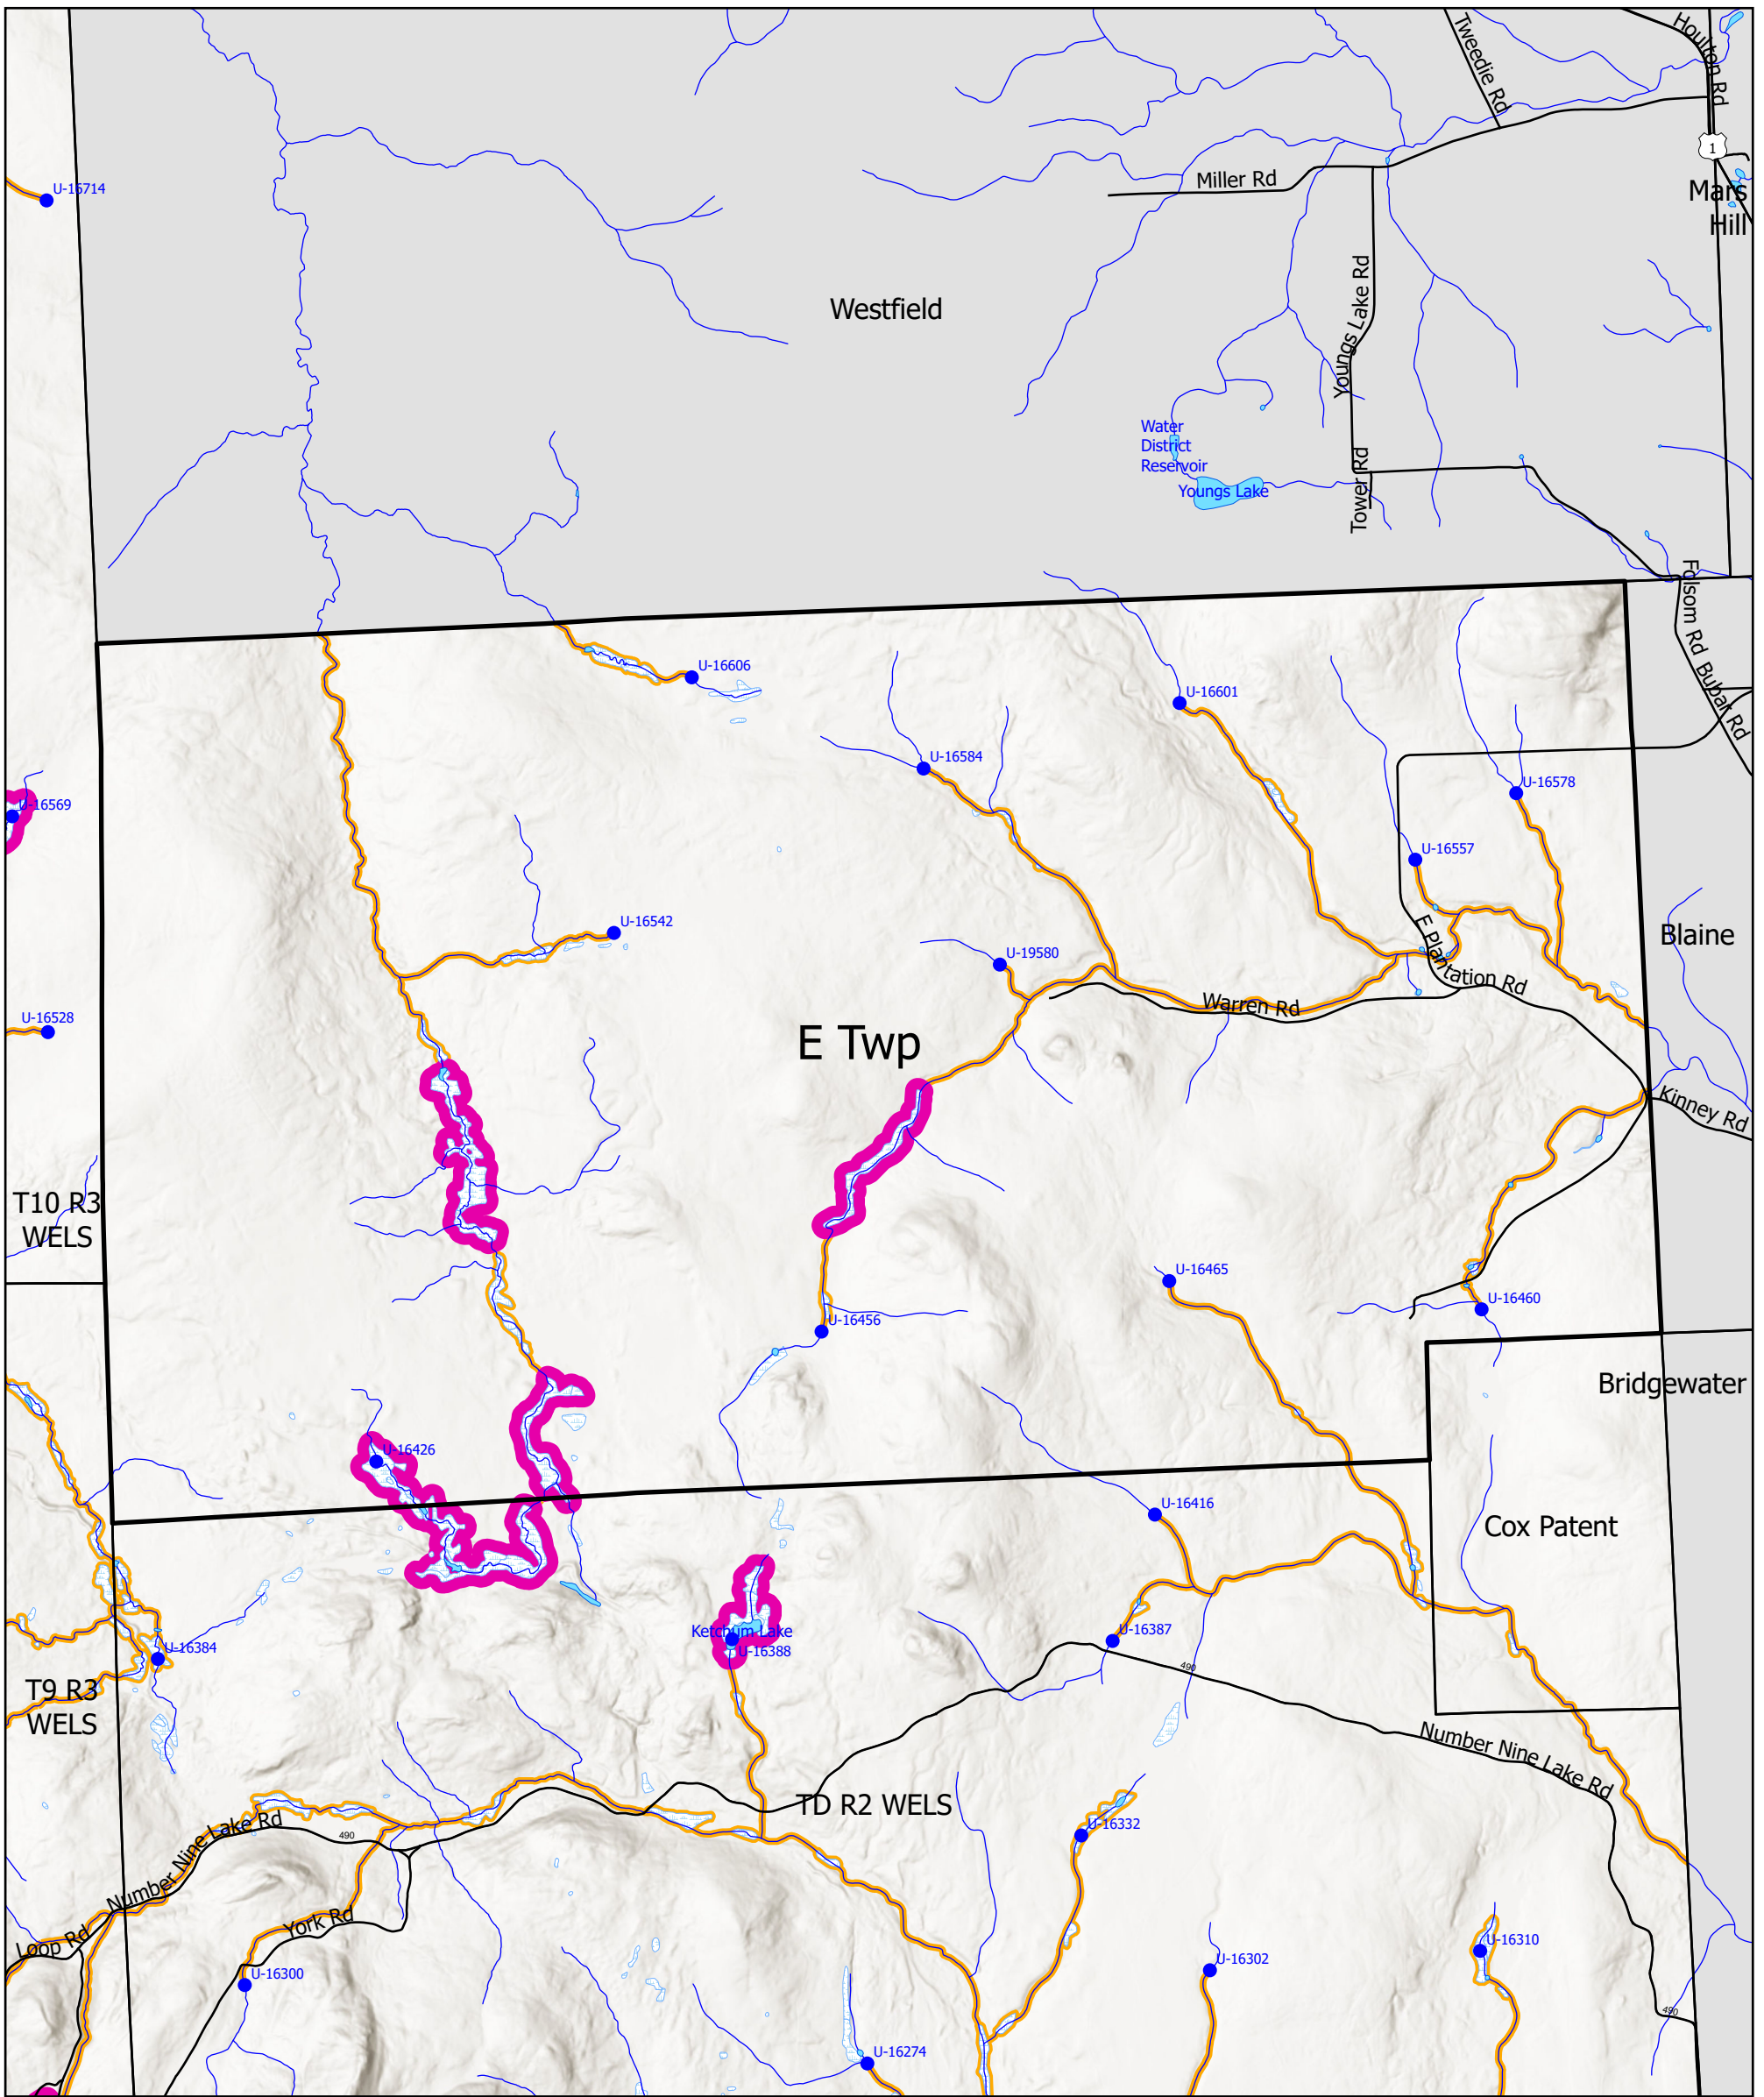 Tweedie Rd
Houlton Rd
1
Miller Rd
U-16714
Mars
Hill
Westfield
Youngs Lake Rd
Water
District
Reservoir
Youngs Lake
Tower Rd
Folsom Rd
Bubar Rd
U-16606
U-16601
U-16584
U-16578
U-16569
U-16557
U-16542
Blaine
E Plantation Rd
U-19580
Warren Rd
U-16528
E Twp
Kinney Rd
T10 R3
WELS
U-16465
U-16460
U-16456
Bridgewater
U-16426
U-16416
Cox Patent
Ketchum Lake
U-16388
U-16387
U-16384
490
T9 R3
WELS
Number Nine Lake Rd
TD R2 WELS
Number Nine Lake Rd
490
U-16332
York Rd
Loop Rd
U-16310
U-16302
U-16300
490
U-16274